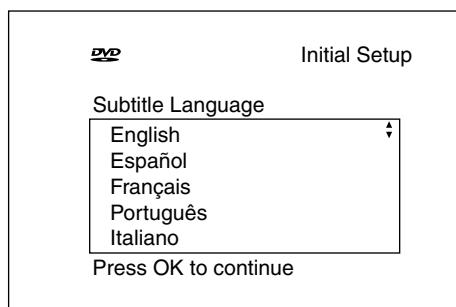 DVD
Initial Setup
Subtitle Language
English
Español
Français
Português
Italiano
Press OK to continue